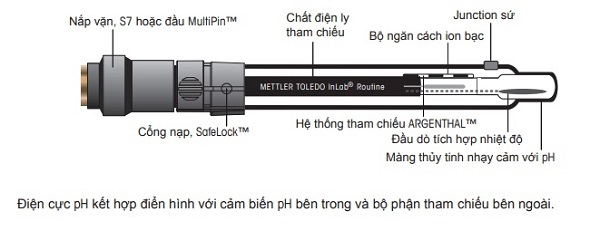 Nắp vặn, S7 hoặc đầu MultiPin™
Chất điện ly
tham chiếu
Junction sứ
Bộ ngăn cách ion bạc
METTLER TOLEDO InLab® Routine
Cổng nạp, SafeLock™
Hệ thống tham chiếu ARGENTHAL™
Đầu dò tích hợp nhiệt độ
Màng thủy tinh nhạy cảm với pH
Điện cực pH kết hợp điển hình với cảm biến pH bên trong và bộ phận tham chiếu bên ngoài.